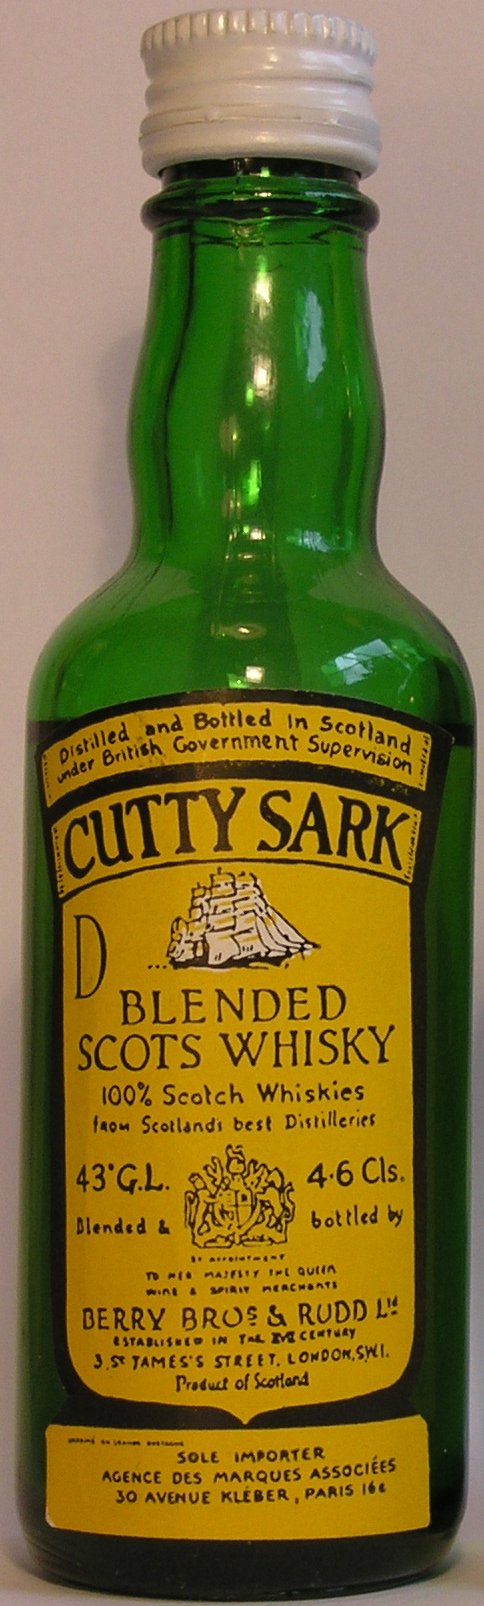 Distilled and Bottled in Scotland
under British Government Supervision
CUTTY SARK
D
BLENDED
SCOTS WHISKY
100% Scotch Whiskies
from Scotland's best Distilleries
43° G.L. 4·6 Cls.
Blended & bottled by
BY APPOINTMENT
TO HER MAJESTY THE QUEEN
WINE & SPIRIT MERCHANTS
BERRY BROS & RUDD Ltd
ESTABLISHED IN THE XVII CENTURY
3, St JAMES'S STREET, LONDON, S.W.1.
Product of Scotland
SOLE IMPORTER
AGENCE DES MARQUES ASSOCIÉES
30 AVENUE KLÉBER, PARIS 16e